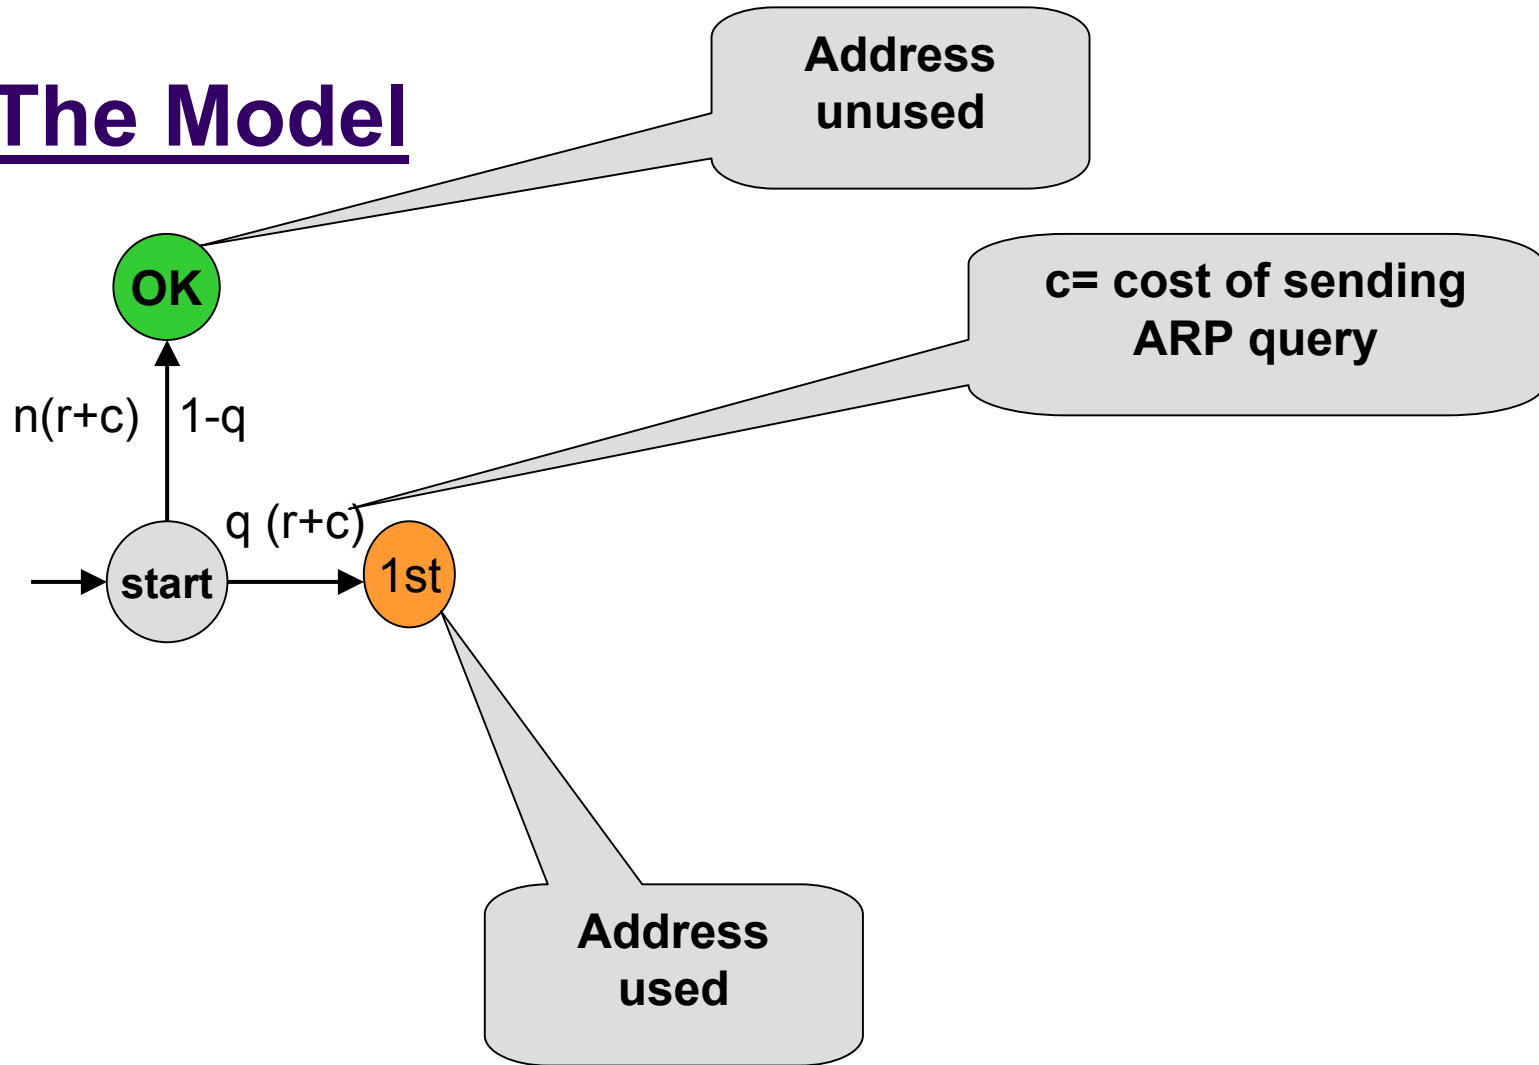 The Model
Address
unused
OK
c= cost of sending
ARP query
n(r+c) 1-q
q (r+c)
start
1st
Address
used